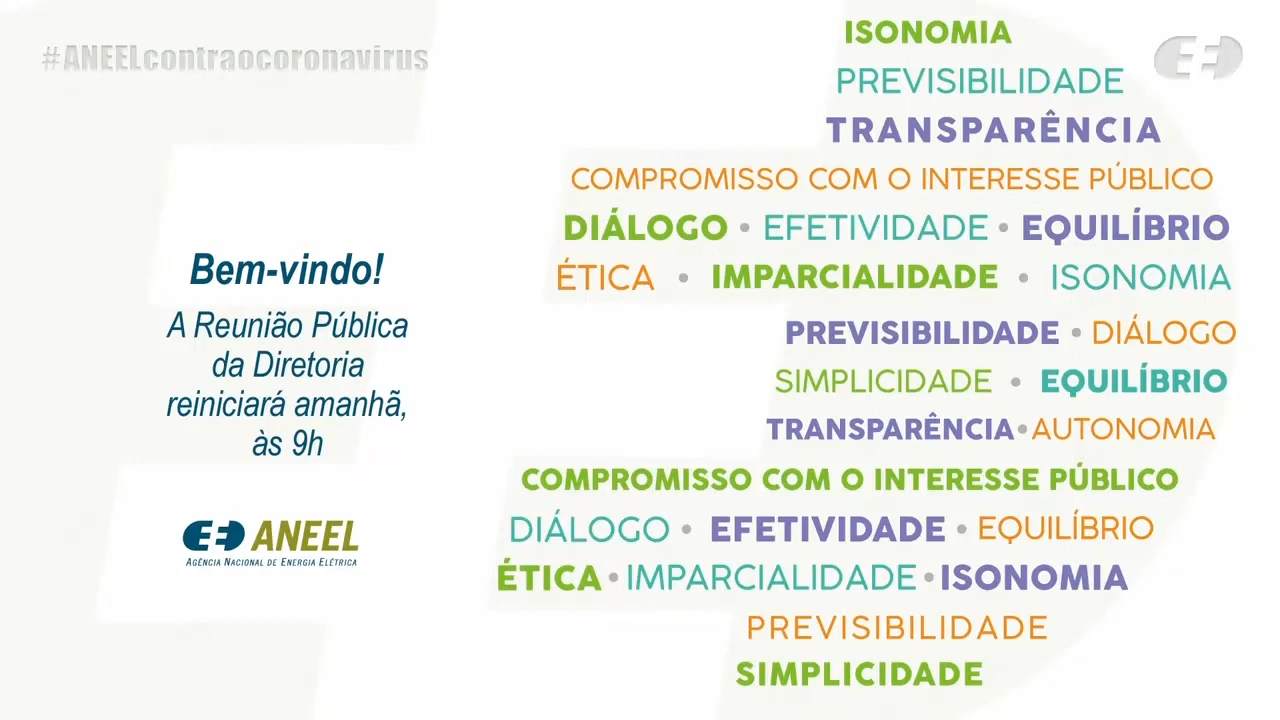 #ANEELcontraocoronavirus
Bem-vindo!
A Reunião Pública
da Diretoria
reiniciará amanhã,
às 9h
ANEEL
AGÊNCIA NACIONAL DE ENERGIA ELÉTRICA
ISONOMIA
PREVISIBILIDADE
TRANSPARÊNCIA
COMPROMISSO COM O INTERESSE PÚBLICO
DIÁLOGO • EFETIVIDADE • EQUILÍBRIO
ÉTICA • IMPARCIALIDADE • ISONOMIA
PREVISIBILIDADE • DIÁLOGO
SIMPLICIDADE • EQUILÍBRIO
TRANSPARÊNCIA • AUTONOMIA
COMPROMISSO COM O INTERESSE PÚBLICO
DIÁLOGO • EFETIVIDADE • EQUILÍBRIO
ÉTICA • IMPARCIALIDADE • ISONOMIA
PREVISIBILIDADE
SIMPLICIDADE